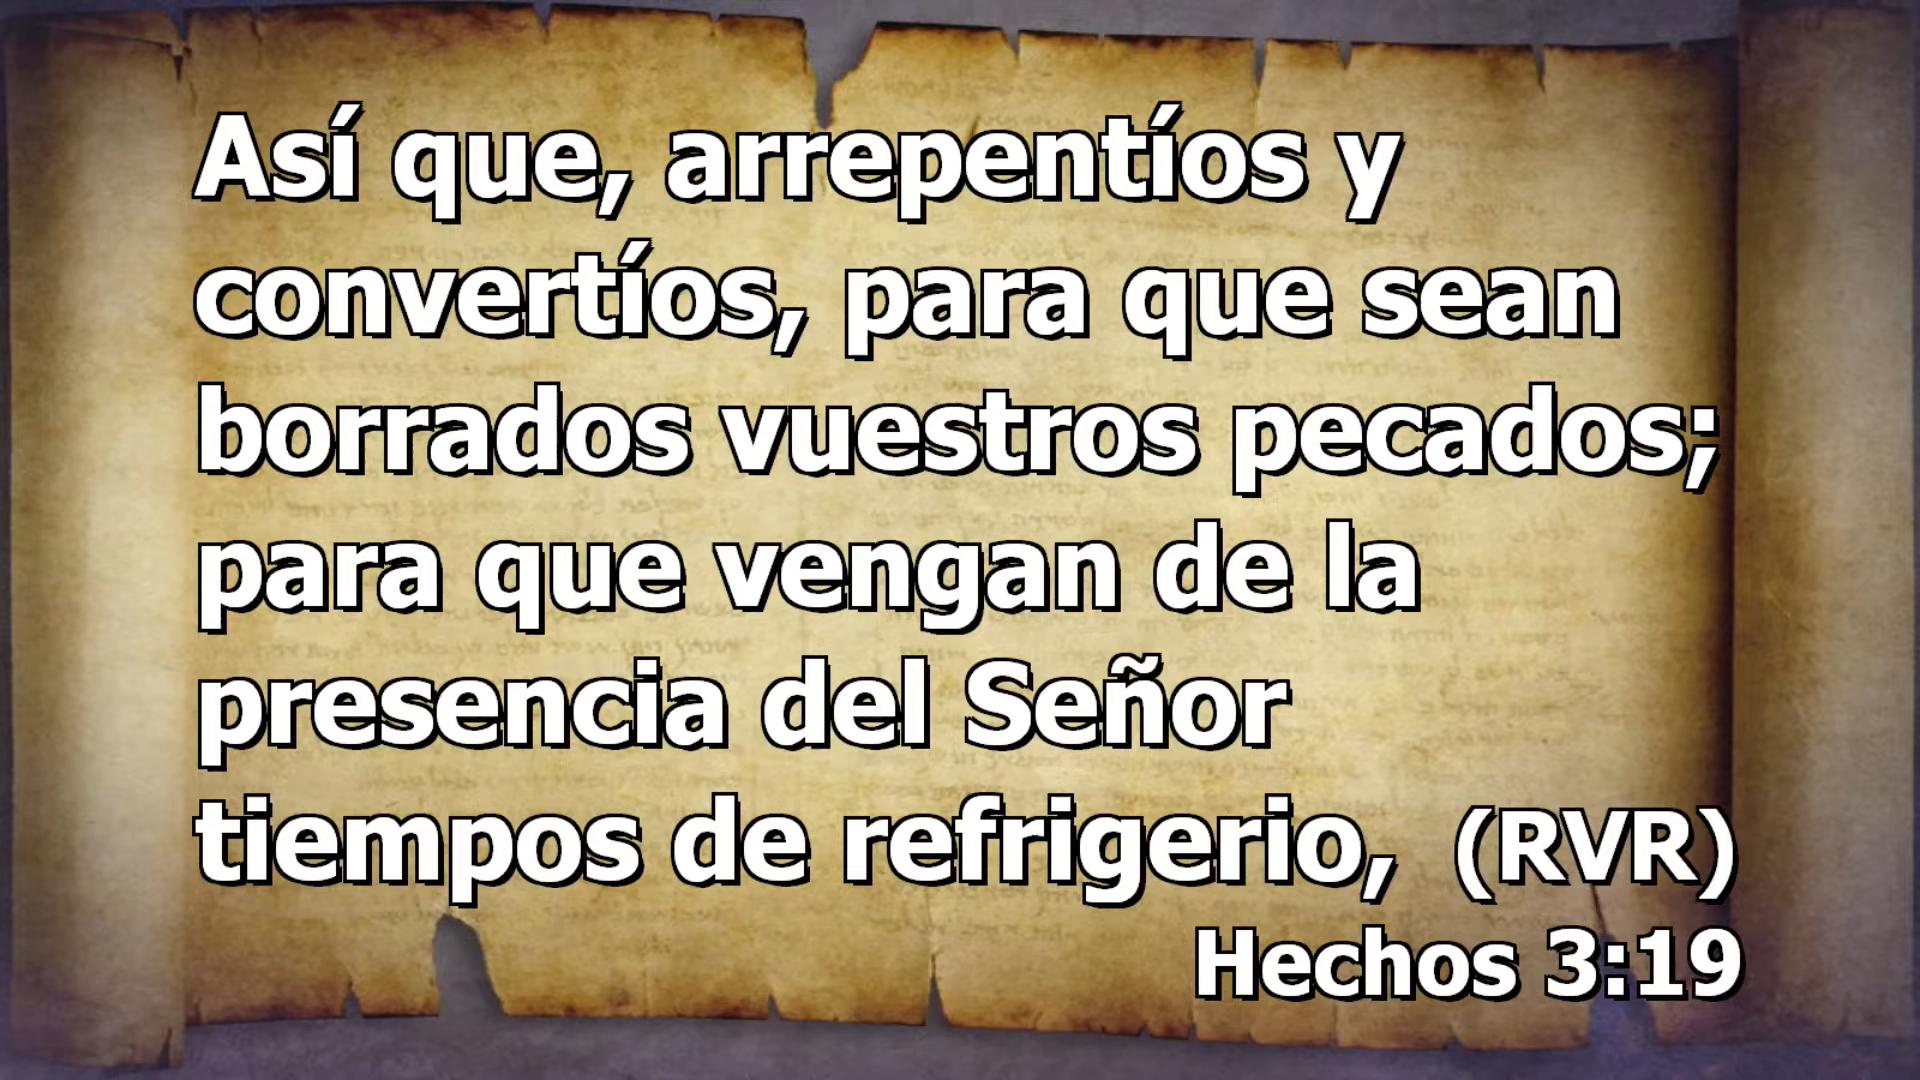 Así que, arrepentíos y
convertíos, para que sean
borrados vuestros pecados;
para que vengan de la
presencia del Señor
tiempos de refrigerio, (RVR)
Hechos 3:19